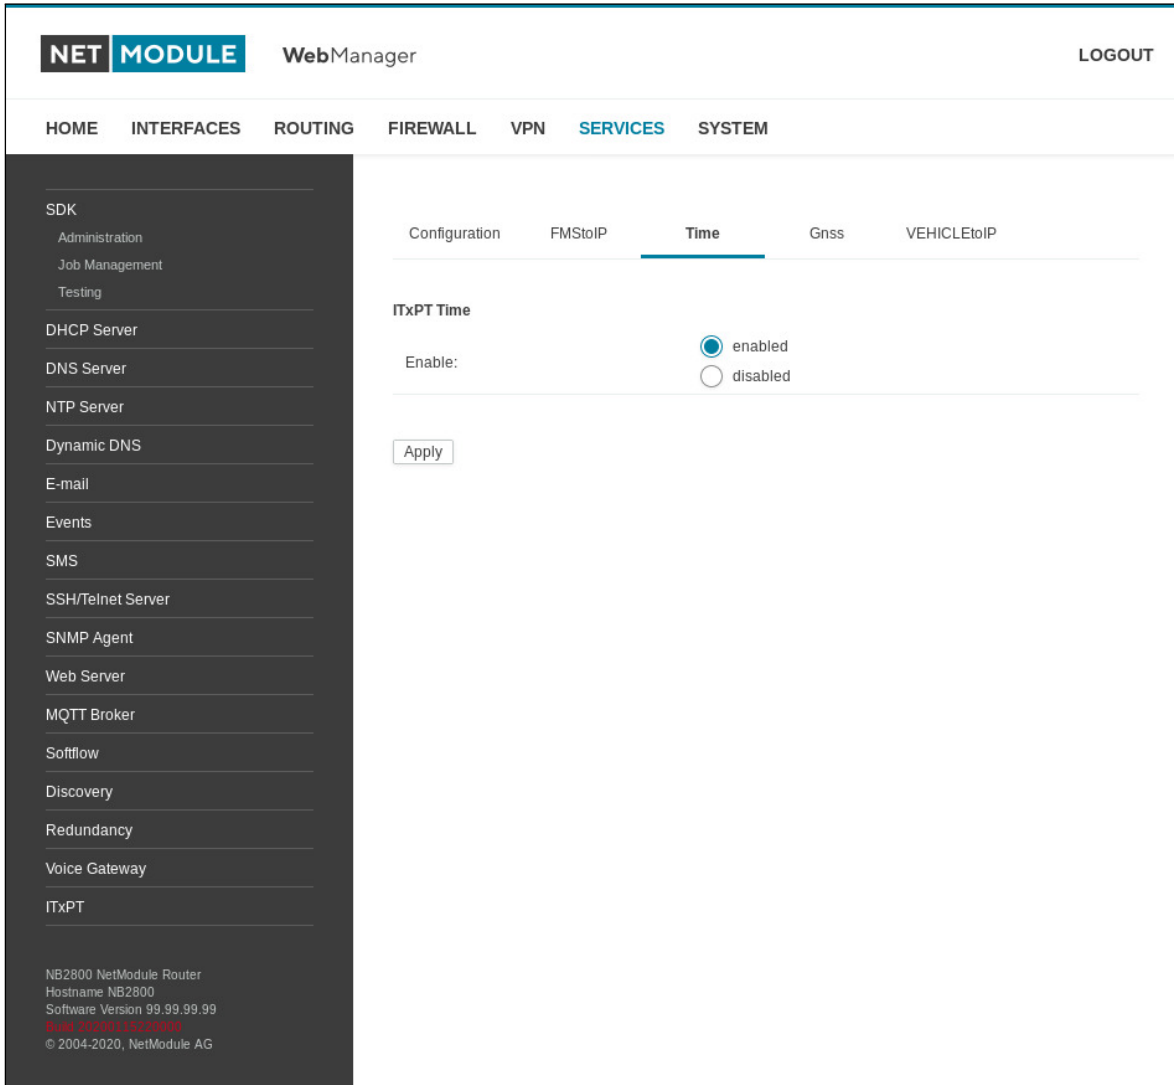 NET MODULE WebManager LOGOUT
HOME INTERFACES ROUTING FIREWALL VPN SERVICES SYSTEM
SDK
Administration
Job Management
Testing
DHCP Server
DNS Server
NTP Server
Dynamic DNS
E-mail
Events
SMS
SSH/Telnet Server
SNMP Agent
Web Server
MQTT Broker
Softflow
Discovery
Redundancy
Voice Gateway
ITxPT
NB2800 NetModule Router
Hostname NB2800
Software Version 99.99.99.99
Build
© 2004-2020, NetModule AG
Configuration FMStoIP Time Gnss VEHICLEtoIP
ITxPT Time
Enable:
enabled
disabled
Apply